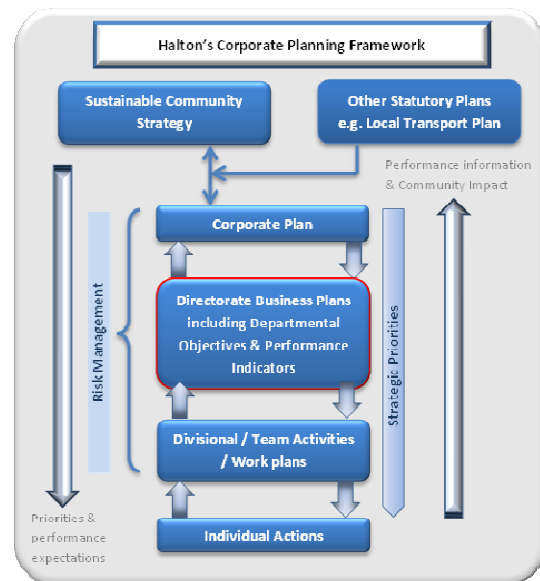 Halton's Corporate Planning Framework
Sustainable Community
Strategy
Other Statutory Plans
e.g. Local Transport Plan
Performance information
& Community Impact
Corporate Plan
Directorate Business Plans
including Departmental
Objectives & Performance
Indicators
Risk Management
Strategic Priorities
Divisional / Team Activities
/ Work plans
Priorities &
performance
expectations
Individual Actions